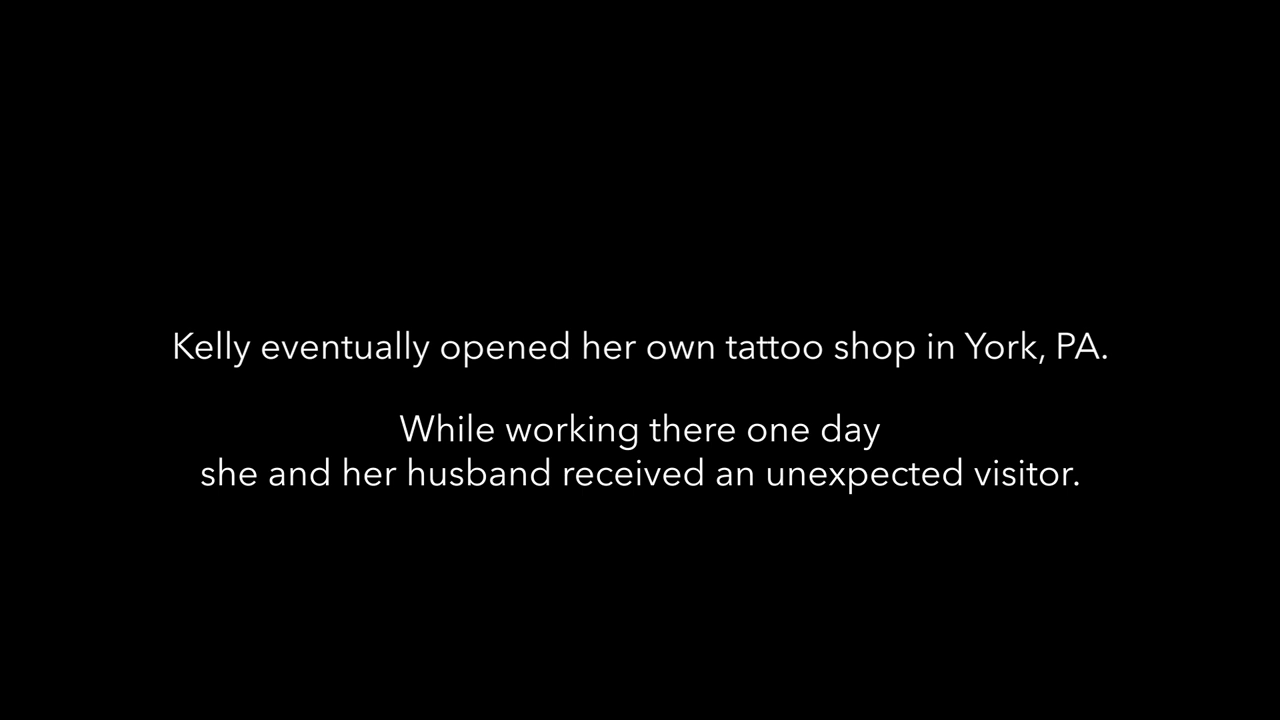 Kelly eventually opened her own tattoo shop in York, PA.
While working there one day
she and her husband received an unexpected visitor.